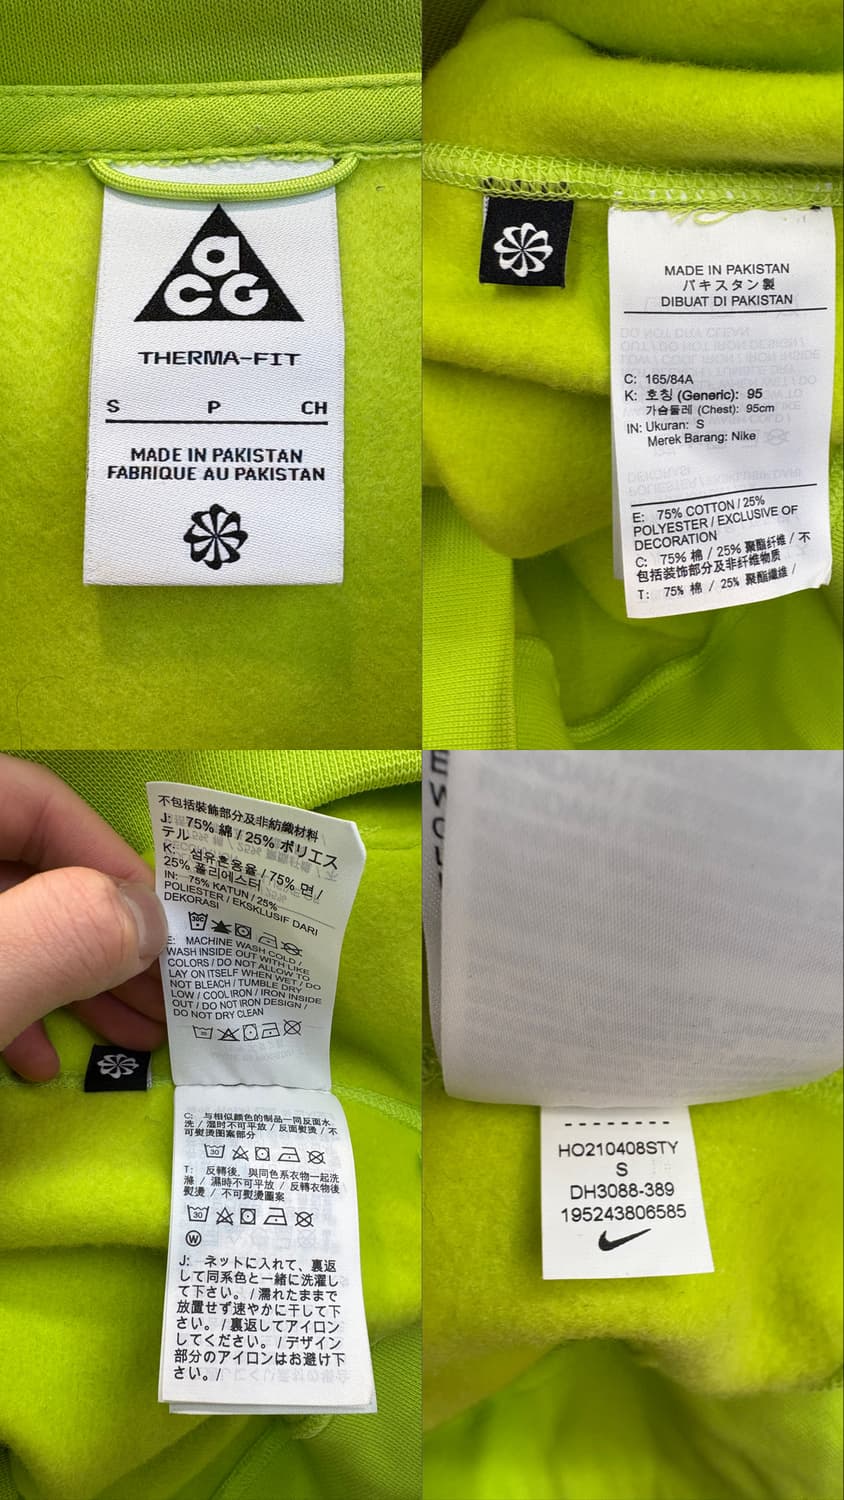 aCG
THERMA-FIT
S P CH
MADE IN PAKISTAN
FABRIQUE AU PAKISTAN
MADE IN PAKISTAN
パキスタン製
DIBUAT DI PAKISTAN
C: 165/84A
K: 호칭 (Generic): 95
가슴둘레 (Chest): 95cm
IN: Ukuran: S
Merek Barang: Nike
E: 75% COTTON / 25%
POLYESTER / EXCLUSIVE OF
DECORATION
C: 75% 棉 / 25% 聚酯纤维 / 不
包括装饰部分及非纤维物质
T: 75% 棉 / 25% 聚酯纖維 /
不包括裝飾部分及非紡織材料
J: 75% 綿 / 25% ポリエス
テル
K: 섬유혼용율 / 75% 면 /
25% 폴리에스터
IN: 75% KATUN / 25%
POLIESTER / EKSKLUSIF DARI
DEKORASI
30C
E: MACHINE WASH COLD /
WASH INSIDE OUT WITH LIKE
COLORS / DO NOT ALLOW TO
LAY ON ITSELF WHEN WET / DO
NOT BLEACH / TUMBLE DRY
LOW / COOL IRON / IRON INSIDE
OUT / DO NOT IRON DESIGN /
DO NOT DRY CLEAN
C: 与相似颜色的制品一同反面水
洗 / 湿时不可平放 / 反面熨烫 / 不
可熨烫图案部分
30
T: 反轉後，與同色系衣物一起洗
滌 / 濕時不可平放 / 反轉衣物後
熨燙 / 不可熨燙圖案
30
W
J: ネットに入れて、裏返
して同系色と一緒に洗濯し
て下さい。/ 濡れたままで
放置せず速やかに干して下
さい。/ 裏返してアイロン
してください。/ デザイン
部分のアイロンはお避け下
さい。/
HO210408STY
S
DH3088-389
195243806585